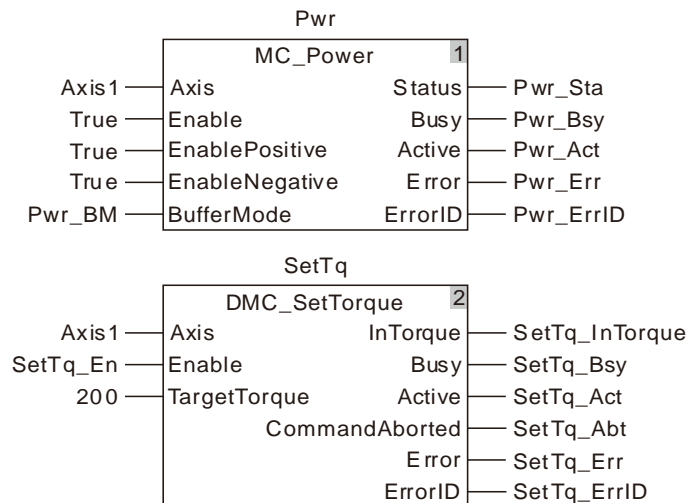 Pwr
MC_Power 1
Axis1 Axis Status Pwr_Sta
True Enable Busy Pwr_Bsy
True EnablePositive Active Pwr_Act
True EnableNegative Error Pwr_Err
Pwr_BM BufferMode ErrorID Pwr_ErrID
SetTq
DMC_SetTorque 2
Axis1 Axis InTorque SetTq_InTorque
SetTq_En Enable Busy SetTq_Bsy
200 TargetTorque Active SetTq_Act
CommandAborted SetTq_Abt
Error SetTq_Err
ErrorID SetTq_ErrID